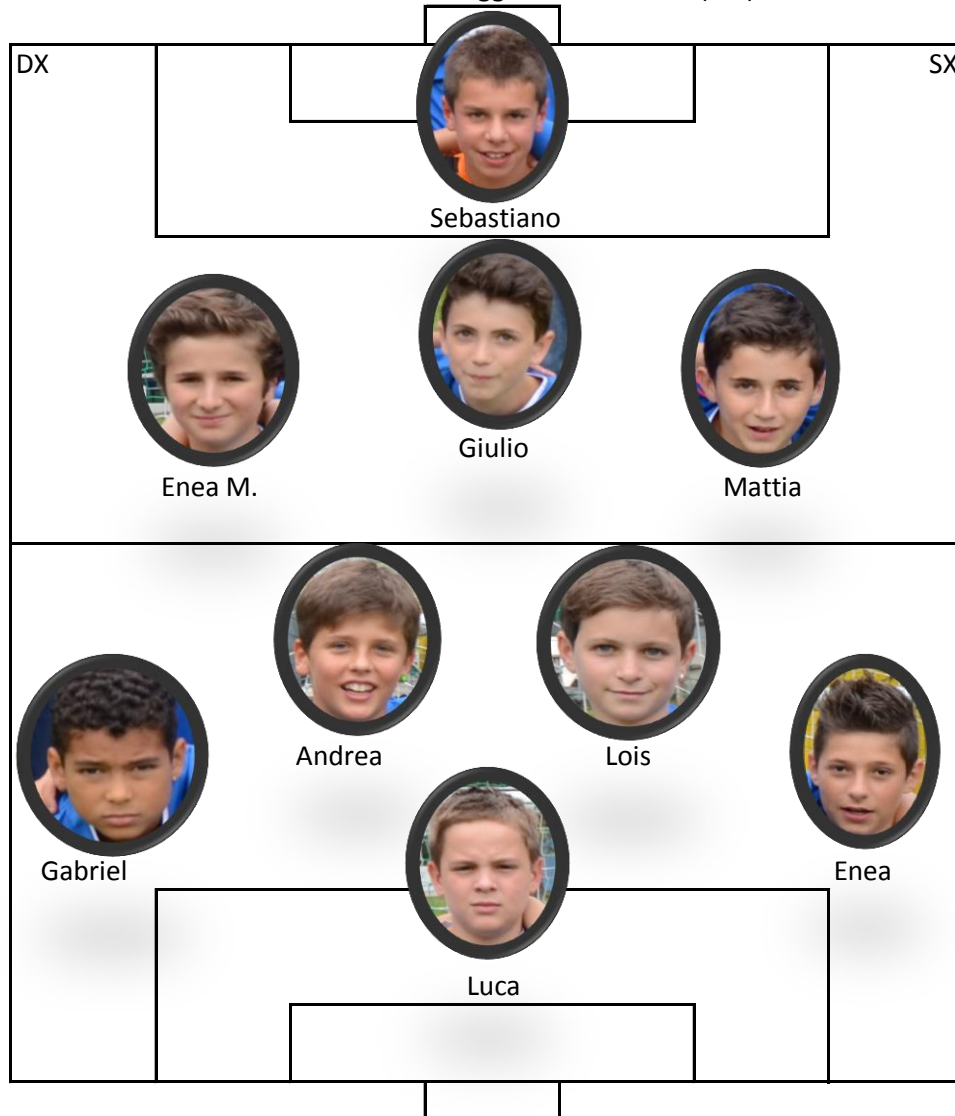 DX
SX
Sebastiano
Giulio
Enea M.
Mattia
Andrea
Lois
Gabriel
Enea
Luca